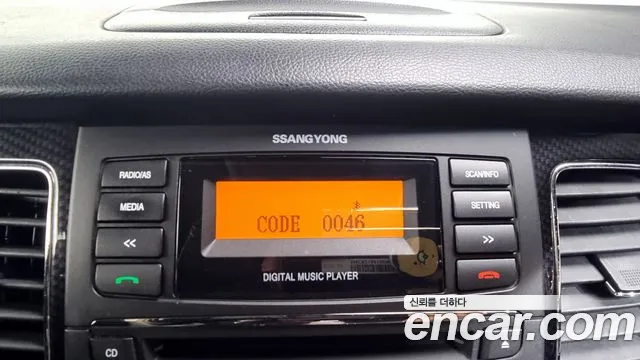 SSANGYONG
RADIO/AS
SCAN/INFO
MEDIA
SETTING
CODE 0046
DIGITAL MUSIC PLAYER
CD
신뢰를 더하다
encar.com